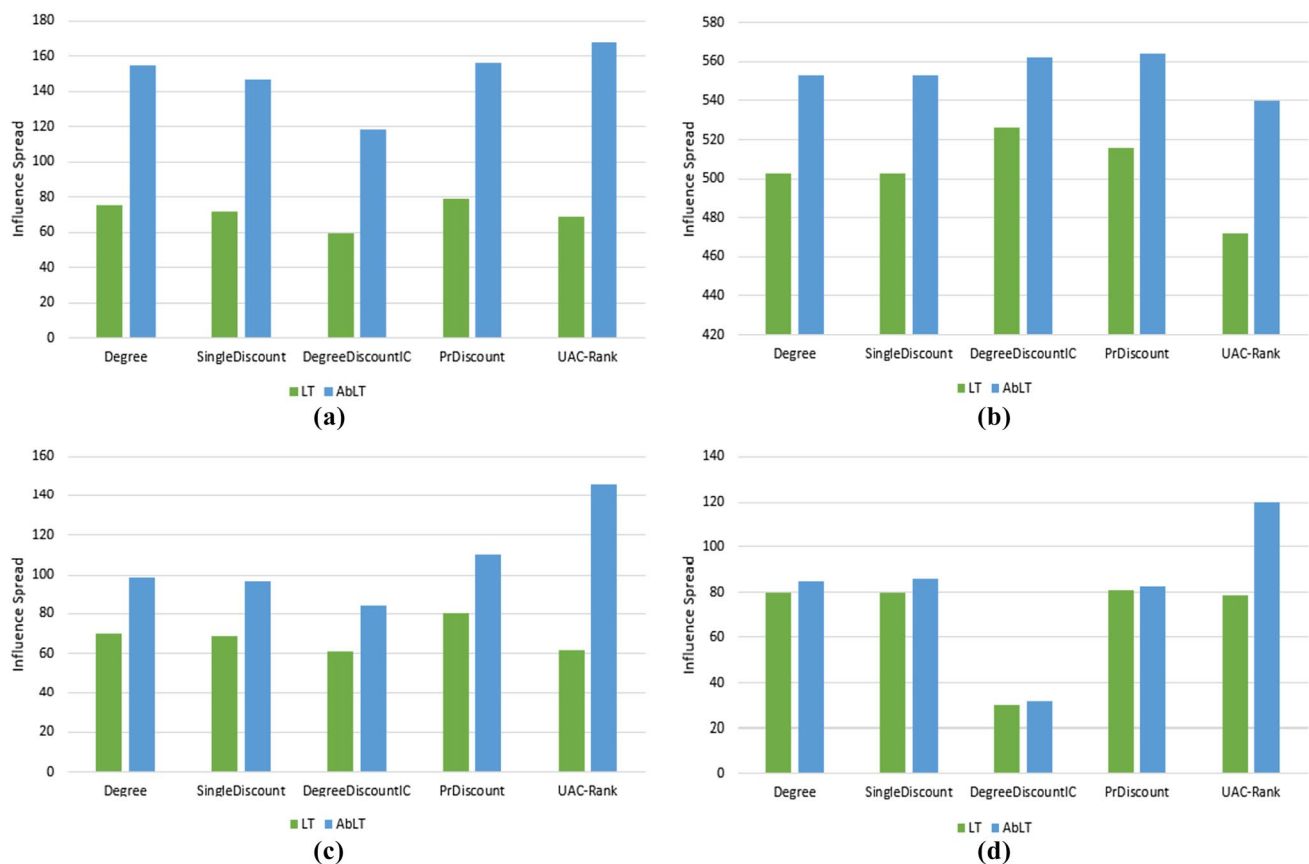 180
160
140
120
100
80
60
40
20
0
Influence Spread
Degree SingleDiscount DegreeDiscountIC PrDiscount UAC-Rank
LT AbLT
(a)
580
560
540
520
500
480
460
440
420
Influence Spread
Degree SingleDiscount DegreeDiscountIC PrDiscount UAC-Rank
LT AbLT
(b)
160
140
120
100
80
60
40
20
0
Influence Spread
Degree SingleDiscount DegreeDiscountIC PrDiscount UAC-Rank
LT AbLT
(c)
140
120
100
80
60
40
20
0
Influence Spread
Degree SingleDiscount DegreeDiscountIC PrDiscount UAC-Rank
LT AbLT
(d)